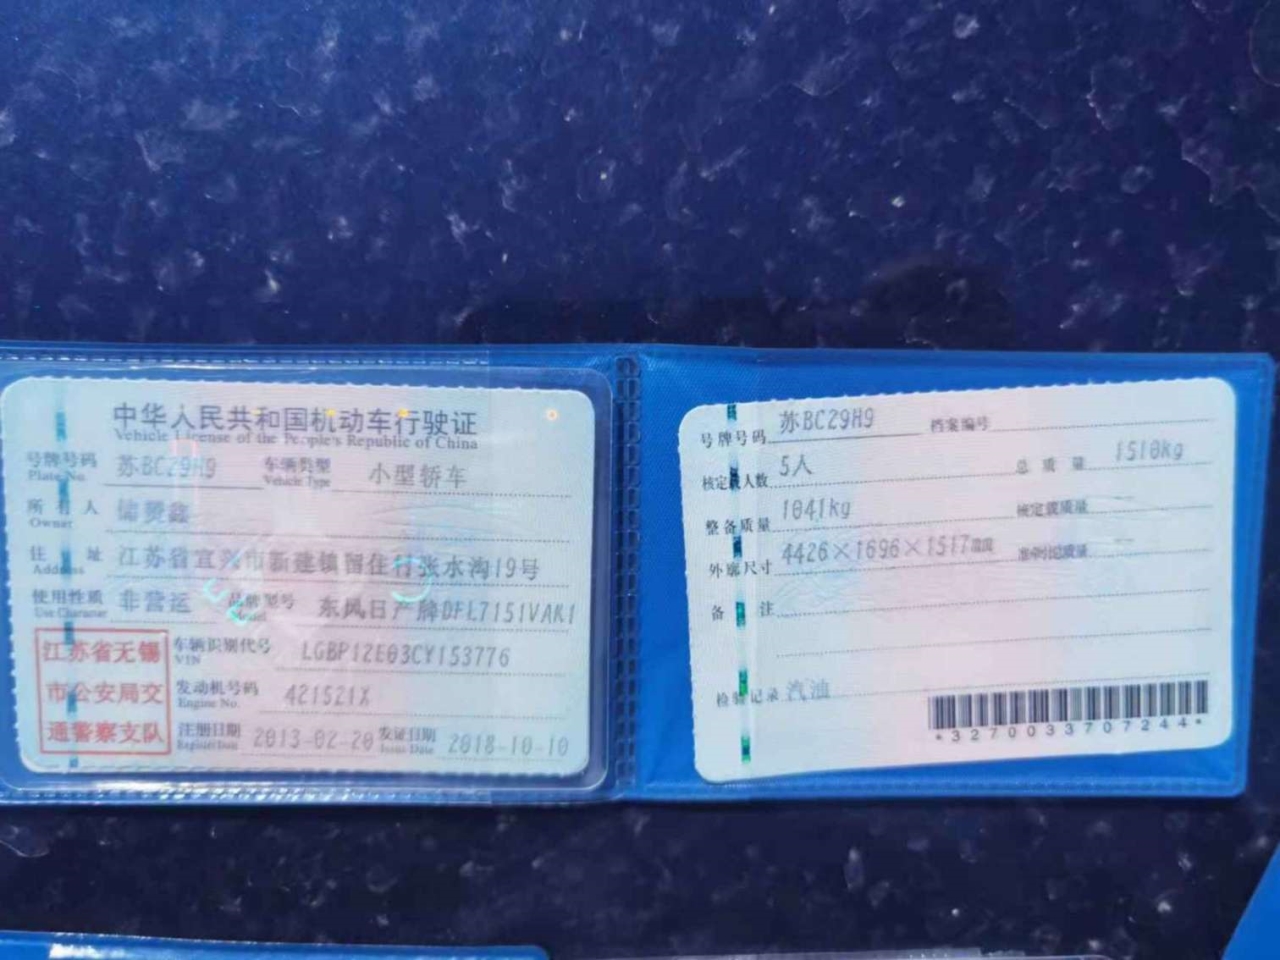 中华人民共和国机动车行驶证
Vehicle License of the People's Republic of China
号牌号码 苏BC29H9 车辆类型 小型轿车
Plate No. Vehicle Type
所有人
Owner
住址 江苏省宜兴市新建镇留住村张水沟19号
Address
使用性质 非营运 品牌型号 东风日产牌DFL7151VAK1
Use Character Model
江苏省无锡
市公安局交
通警察支队
车辆识别代号 LGBP12E03CY153776
VIN
发动机号码 421521X
Engine No.
注册日期 2013-02-20 发证日期 2018-10-10
Register Date Issue Date
号牌号码 苏BC29H9 档案编号
核定载人数 5人 总质量 1510kg
整备质量 1041kg 核定载质量
外廓尺寸 4426×1696×1517 准牵引总质量
备注
检验记录 汽油
*3270033707244*